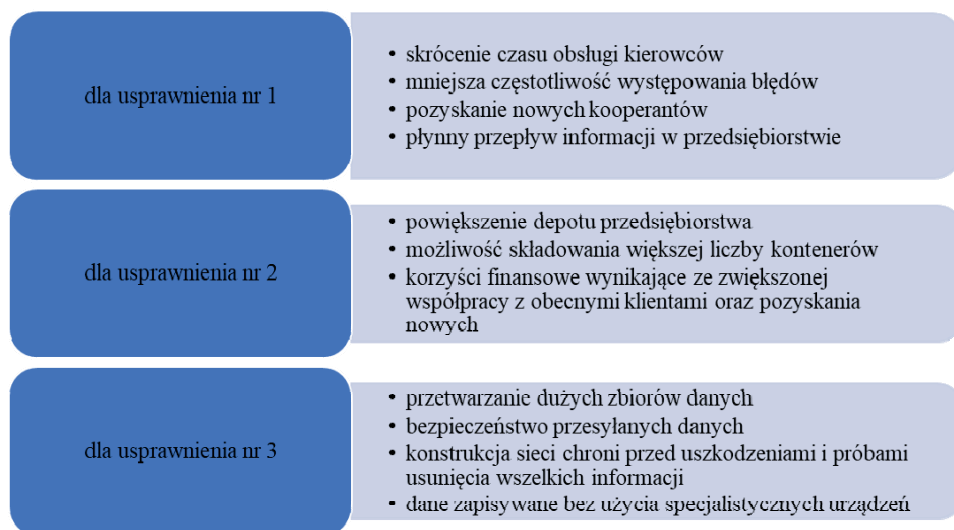 dla usprawnienia nr 1
• skrócenie czasu obsługi kierowców
• mniejsza częstotliwość występowania błędów
• pozyskanie nowych kooperantów
• płynny przepływ informacji w przedsiębiorstwie
dla usprawnienia nr 2
• powiększenie depotu przedsiębiorstwa
• możliwość składowania większej liczby kontenerów
• korzyści finansowe wynikające ze zwiększonej
współpracy z obecnymi klientami oraz pozyskania
nowych
dla usprawnienia nr 3
• przetwarzanie dużych zbiorów danych
• bezpieczeństwo przesyłanych danych
• konstrukcja sieci chroni przed uszkodzeniami i próbami
usunięcia wszelkich informacji
• dane zapisywane bez użycia specjalistycznych urządzeń